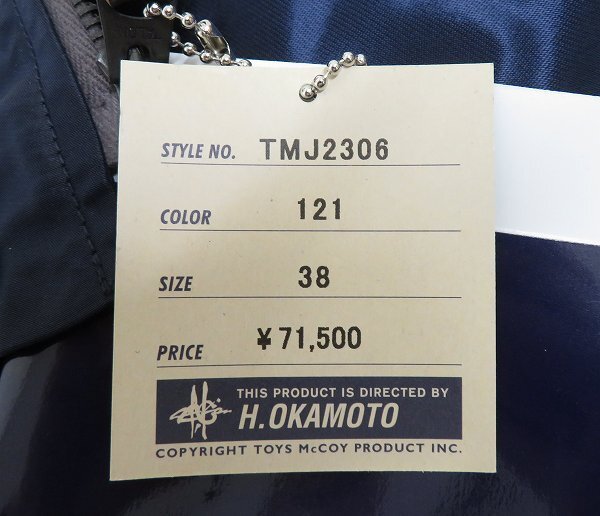 STYLE NO. TMJ2306
COLOR 121
SIZE 38
PRICE ¥71,500
THIS PRODUCT IS DIRECTED BY
H.OKAMOTO
COPYRIGHT TOYS McCOY PRODUCT INC.